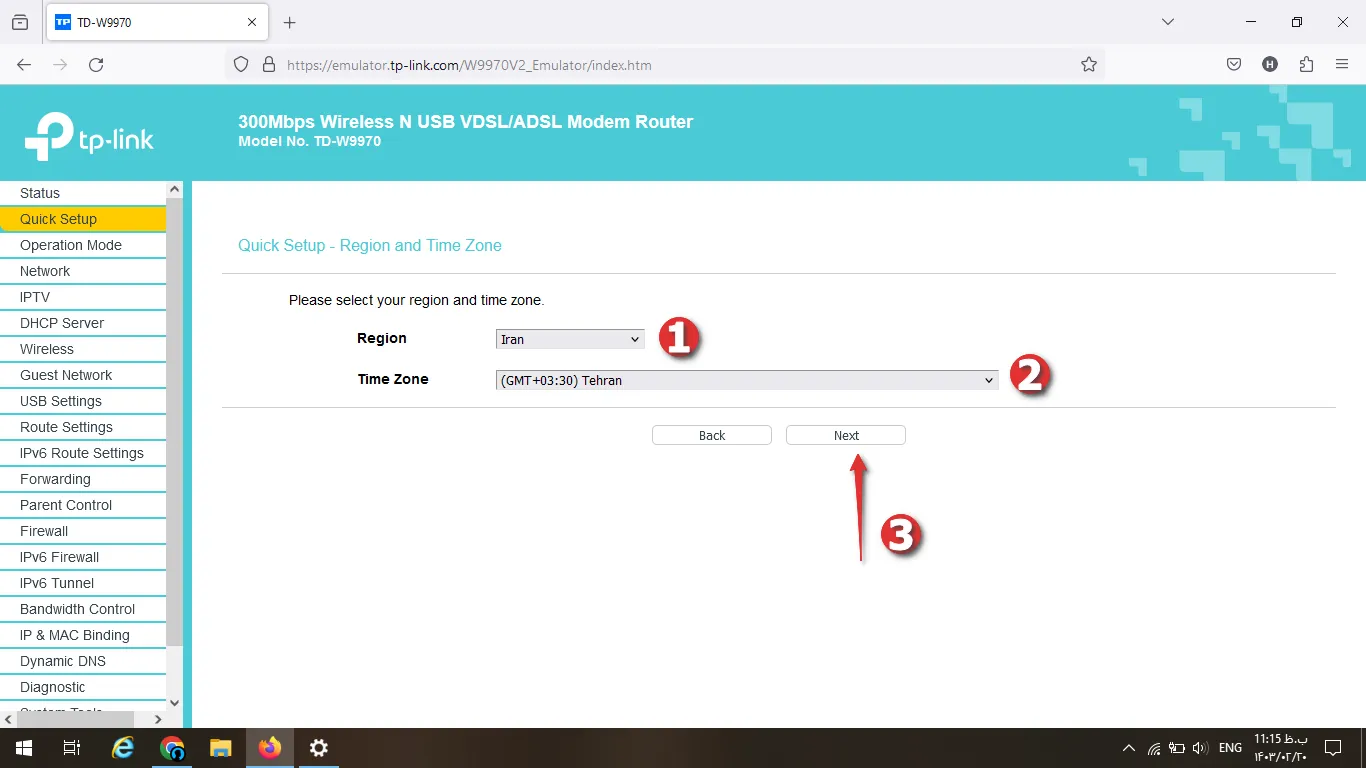 TP TD-W9970
https://emulator.tp-link.com/W9970V2_Emulator/index.htm
H
tp-link
300Mbps Wireless N USB VDSL/ADSL Modem Router
Model No. TD-W9970
Status
Quick Setup
Operation Mode
Network
IPTV
DHCP Server
Wireless
Guest Network
USB Settings
Route Settings
IPv6 Route Settings
Forwarding
Parent Control
Firewall
IPv6 Firewall
IPv6 Tunnel
Bandwidth Control
IP & MAC Binding
Dynamic DNS
Diagnostic
System Tools
Quick Setup - Region and Time Zone
Please select your region and time zone.
Region Iran 1
Time Zone (GMT+03:30) Tehran 2
Back Next
3
ENG
11:15 ب.ظ
۱۴۰۳/۰۲/۲۰